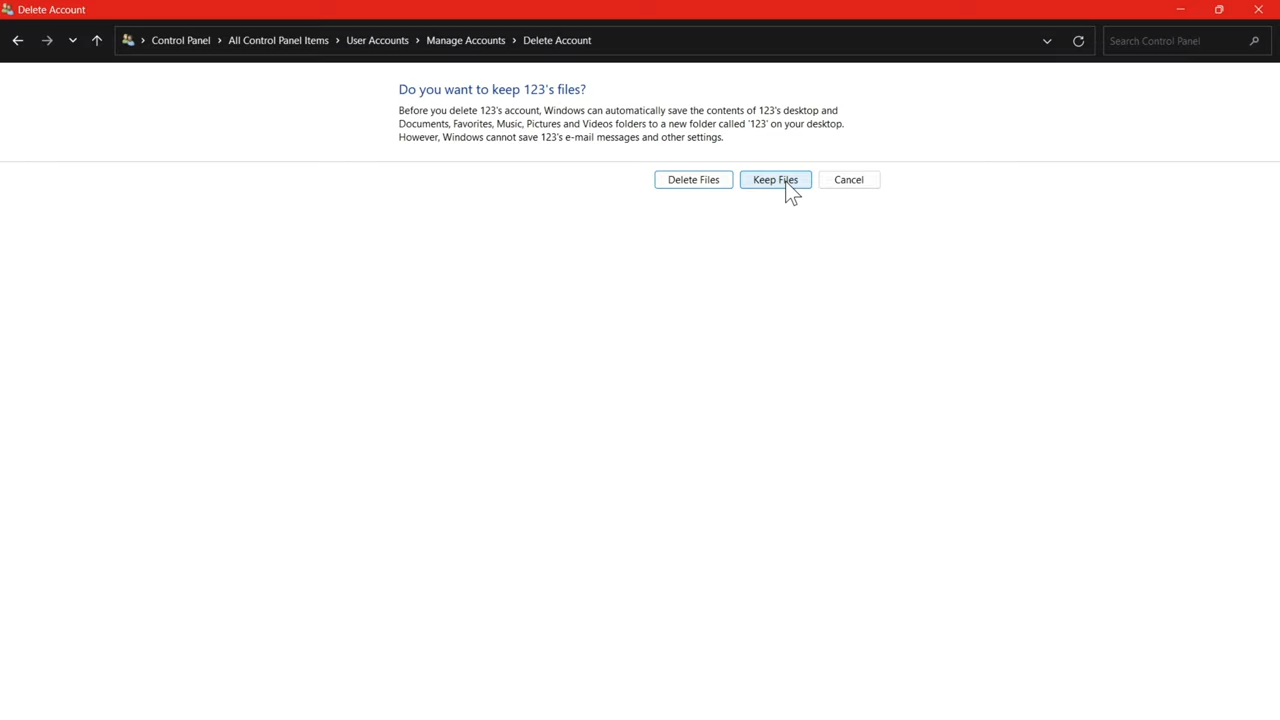 Delete Account
Control Panel › All Control Panel Items › User Accounts › Manage Accounts › Delete Account
Search Control Panel
Do you want to keep 123's files?
Before you delete 123's account, Windows can automatically save the contents of 123's desktop and
Documents, Favorites, Music, Pictures and Videos folders to a new folder called '123' on your desktop.
However, Windows cannot save 123's e-mail messages and other settings.
Delete Files Keep Files Cancel